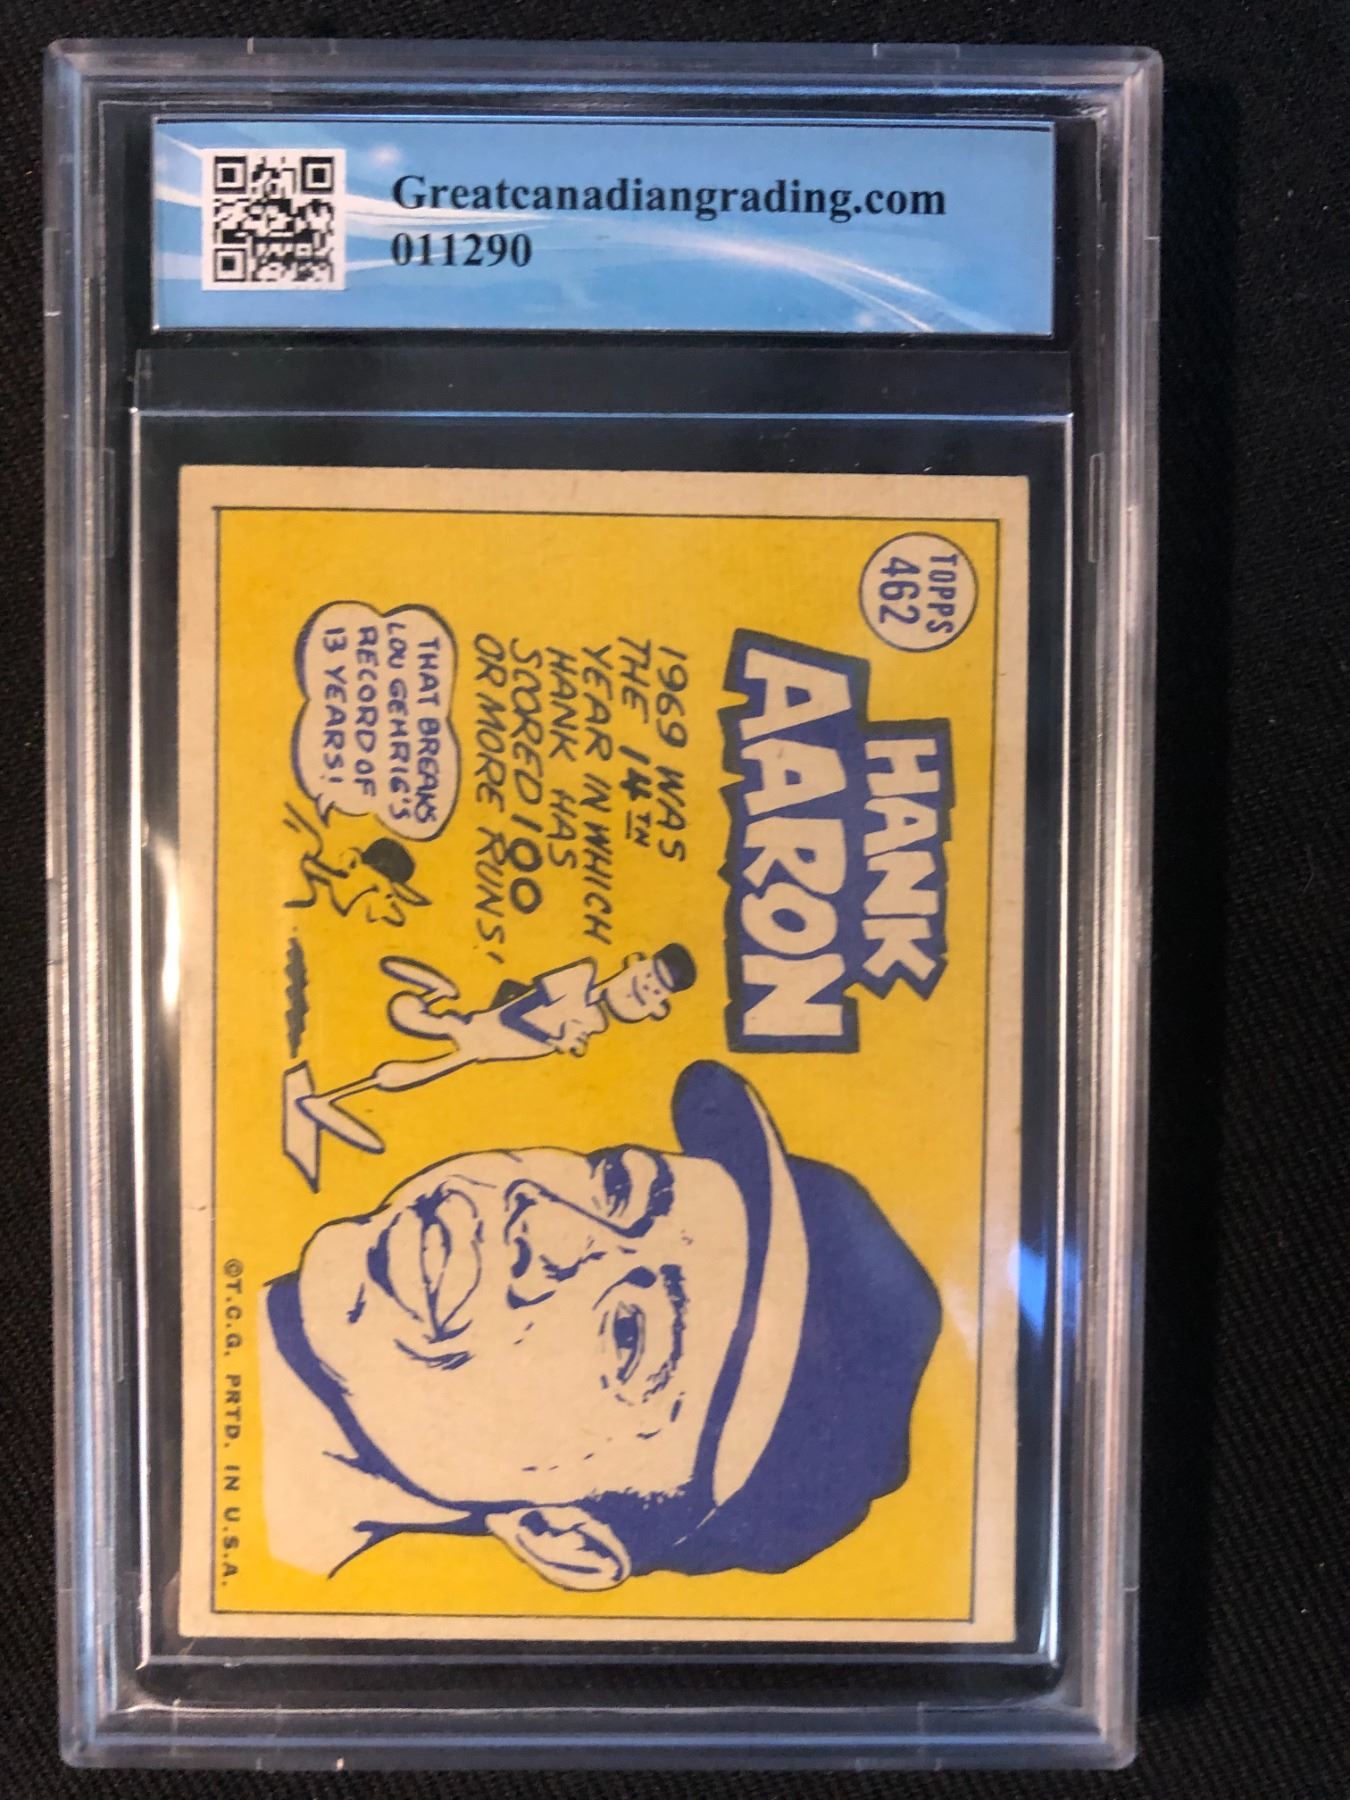 Greatcanadiangrading.com
011290
TOPPS
462
HANK
AARON
1969 WAS
THE 14TH
YEAR IN WHICH
HANK HAS
SCORED 100
OR MORE RUNS!
THAT BREAKS
LOU GEHRIG'S
RECORD OF
13 YEARS!
©T.C.G. PRTD. IN U.S.A.